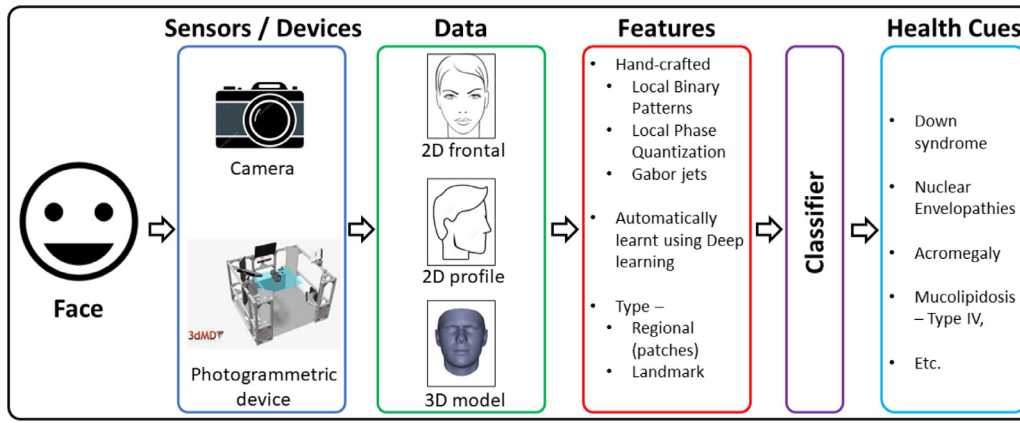 Sensors / Devices
Data
Features
Health Cues
Face
Camera
3dMD
Photogrammetric
device
2D frontal
2D profile
3D model
• Hand-crafted
• Local Binary
Patterns
• Local Phase
Quantization
• Gabor jets
• Automatically
learnt using Deep
learning
• Type –
• Regional
(patches)
• Landmark
Classifier
• Down
syndrome
• Nuclear
Envelopathies
• Acromegaly
• Mucolipidosis
– Type IV,
• Etc.